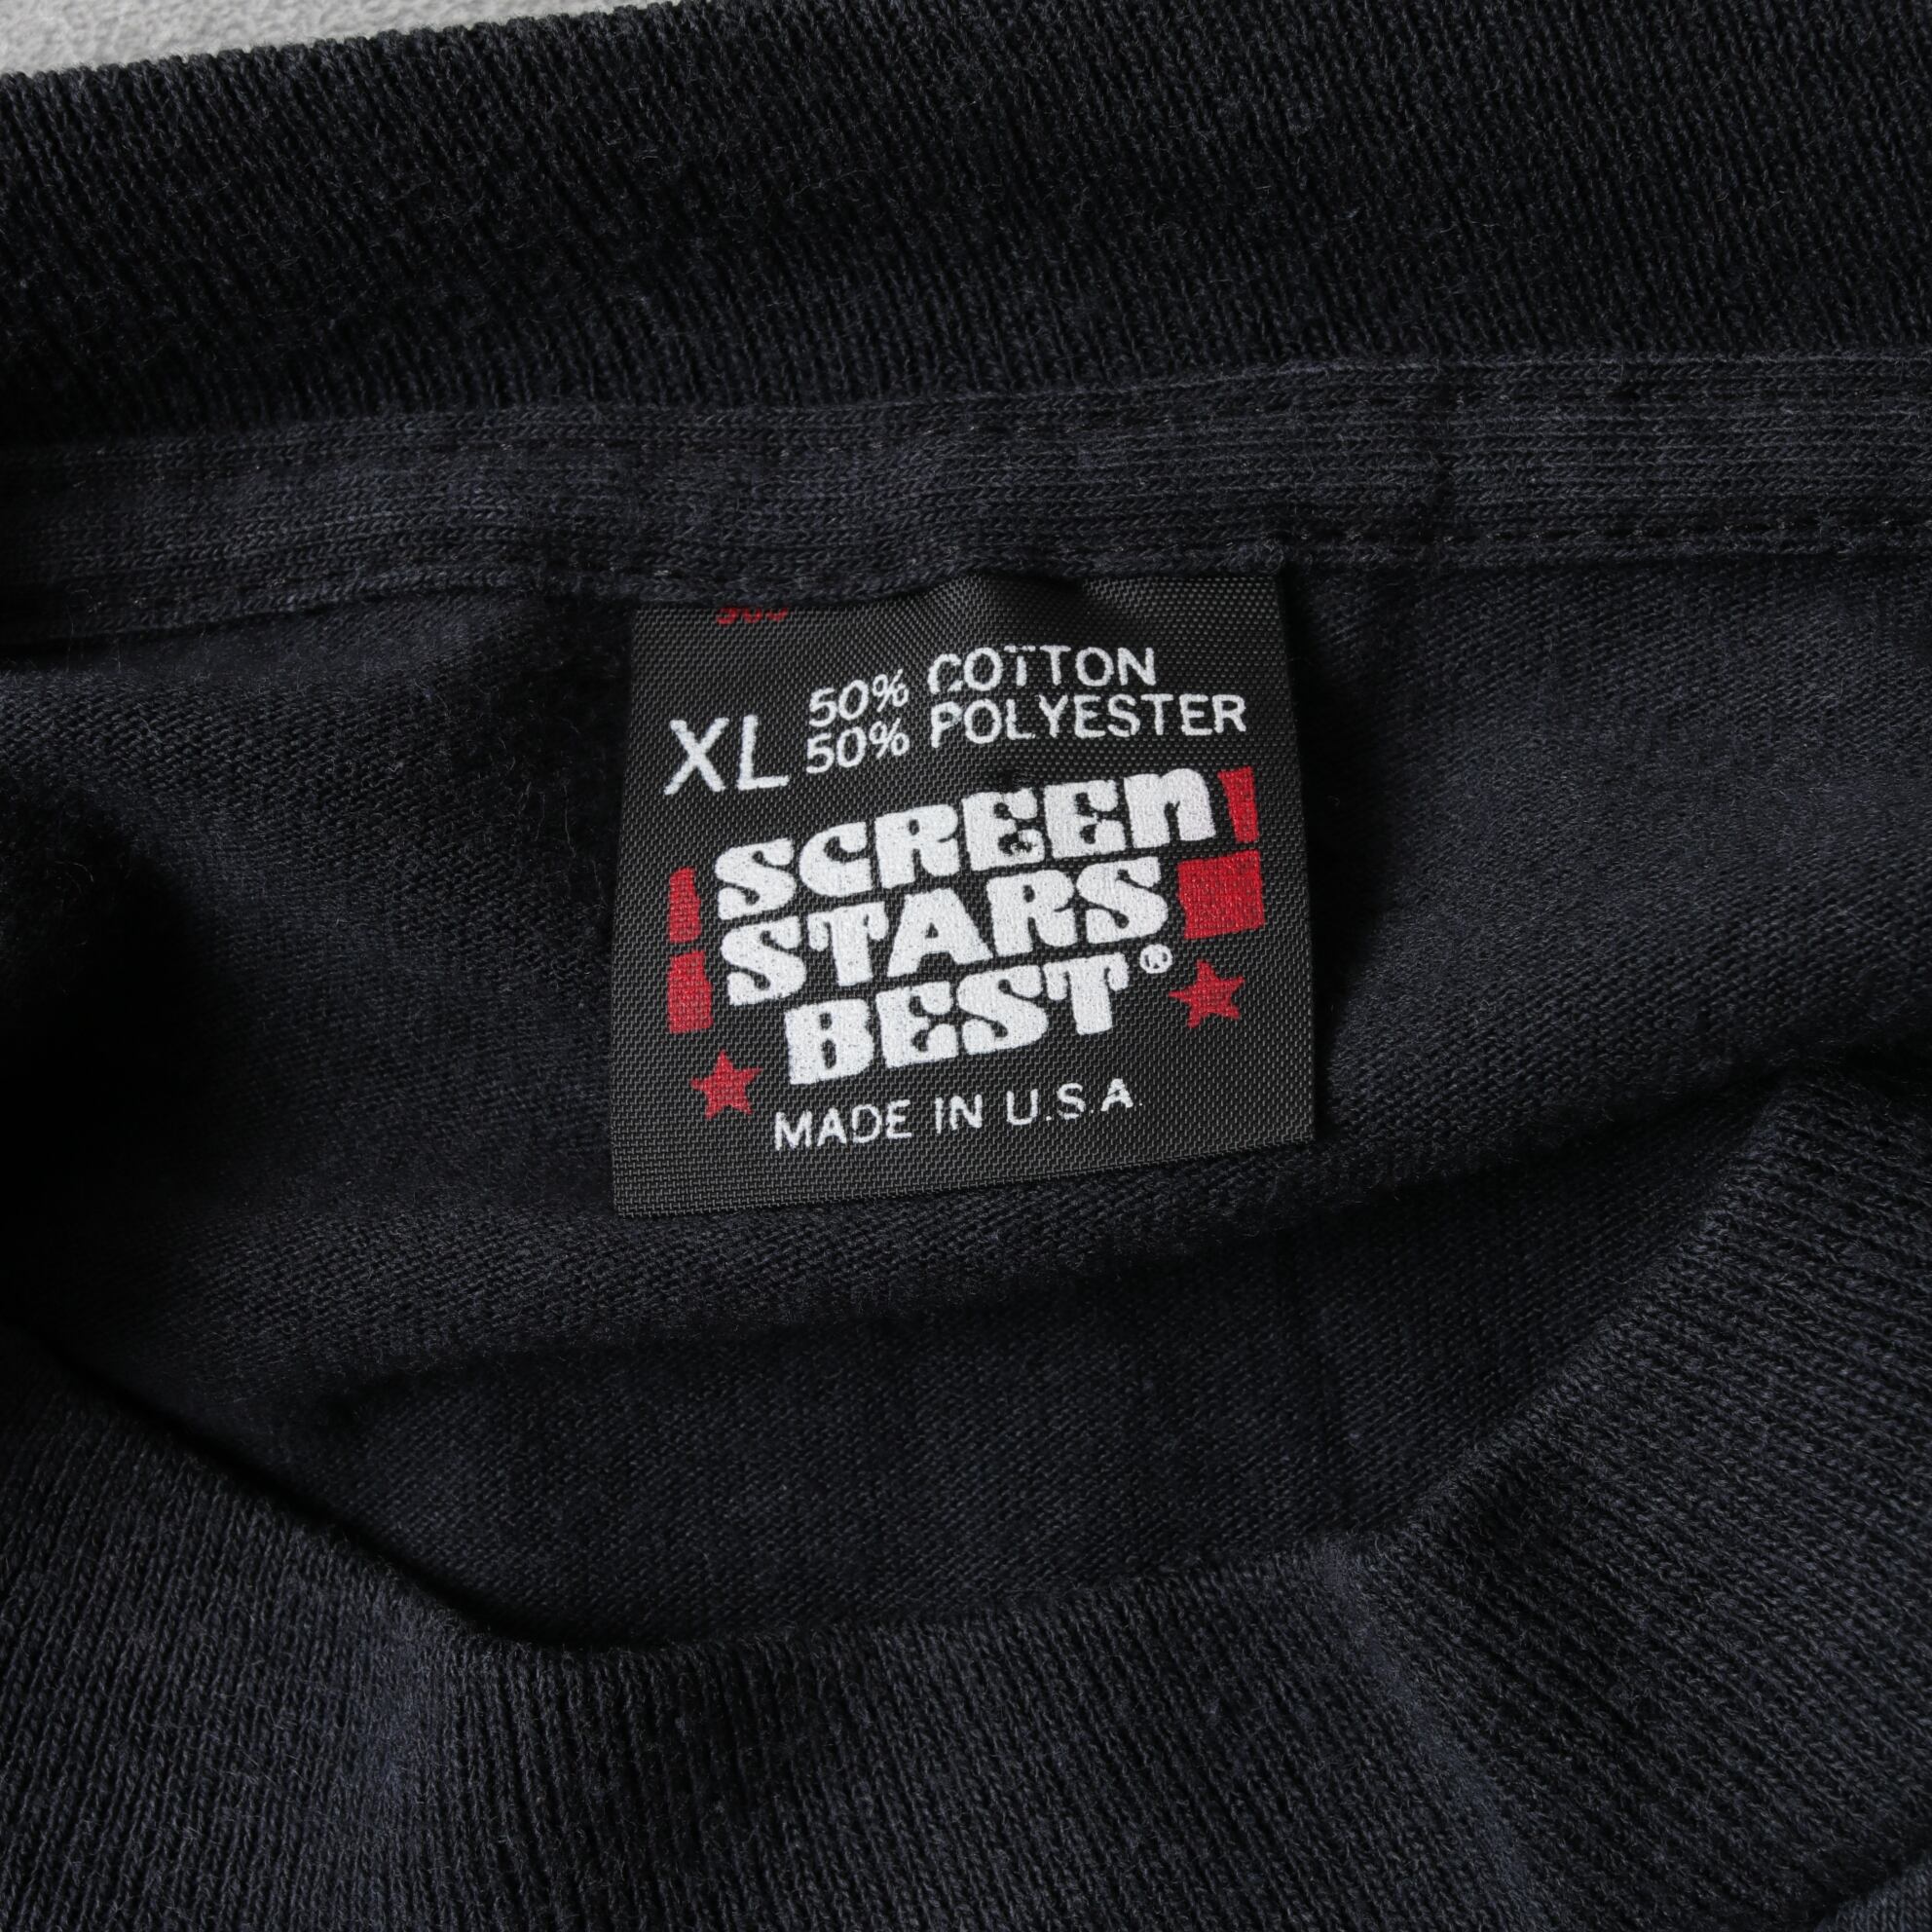 XL 50% COTTON
50% POLYESTER
SCREEN
STARS
BEST®
MADE IN U.S.A